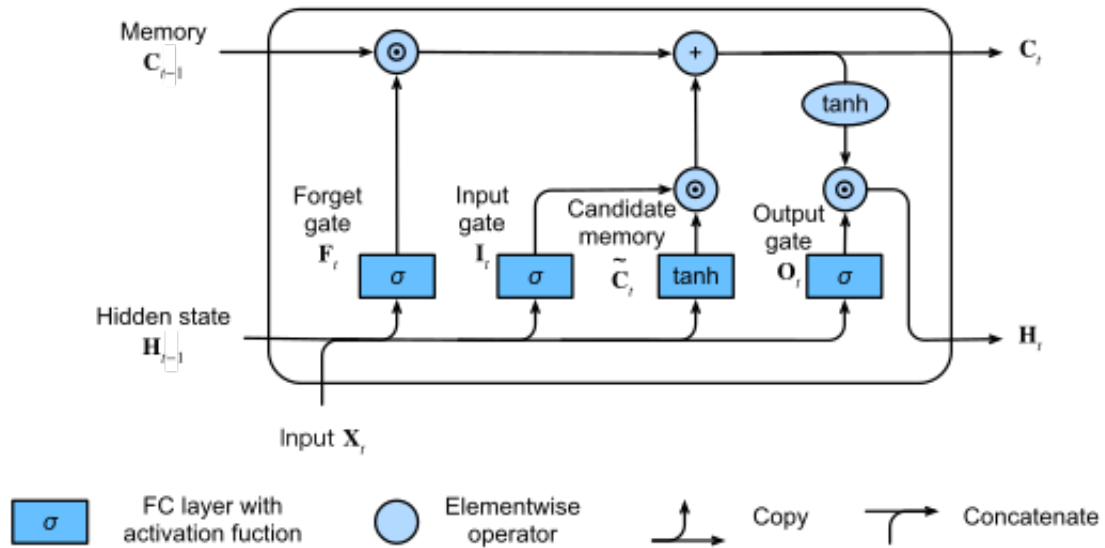 Memory
C_{t-1}
C_t
tanh
Forget
gate
F_t
Input
gate
I_t
Candidate
memory
C̃_t
Output
gate
O_t
σ
σ
tanh
σ
Hidden state
H_{t-1}
H_t
Input X_t
σ
FC layer with
activation fuction
Elementwise
operator
Copy
Concatenate